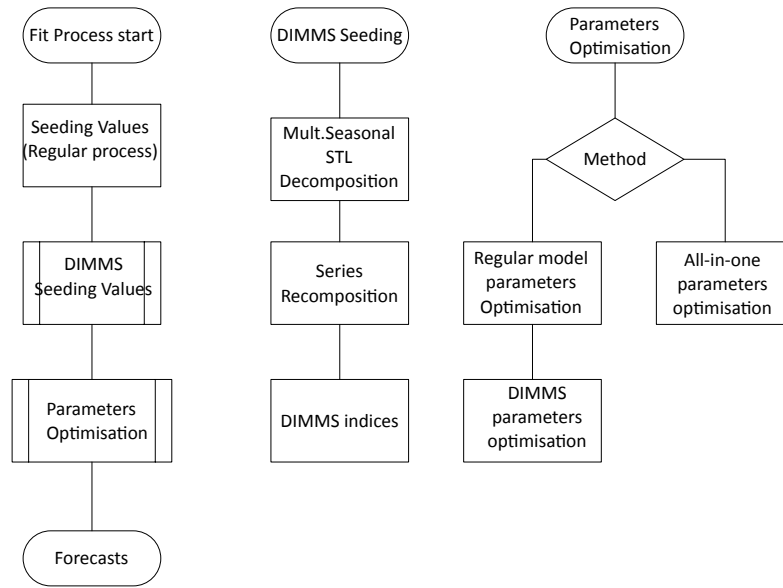 Fit Process start
Seeding Values
(Regular process)
DIMMS
Seeding Values
Parameters
Optimisation
Forecasts
DIMMS Seeding
Mult.Seasonal
STL
Decomposition
Series
Recomposition
DIMMS indices
Parameters
Optimisation
Method
Regular model
parameters
Optimisation
All-in-one
parameters
optimisation
DIMMS
parameters
optimisation